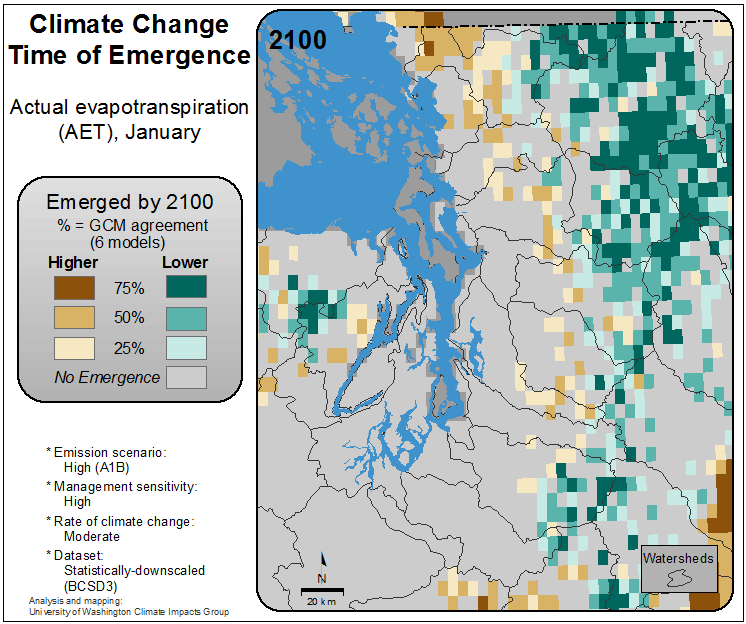 Climate Change
Time of Emergence
Actual evapotranspiration
(AET), January
Emerged by 2100
% = GCM agreement
(6 models)
Higher Lower
75%
50%
25%
No Emergence
* Emission scenario:
High (A1B)
* Management sensitivity:
High
* Rate of climate change:
Moderate
* Dataset:
Statistically-downscaled
(BCSD3)
Analysis and mapping:
University of Washington Climate Impacts Group
2100
N
20 km
Watersheds